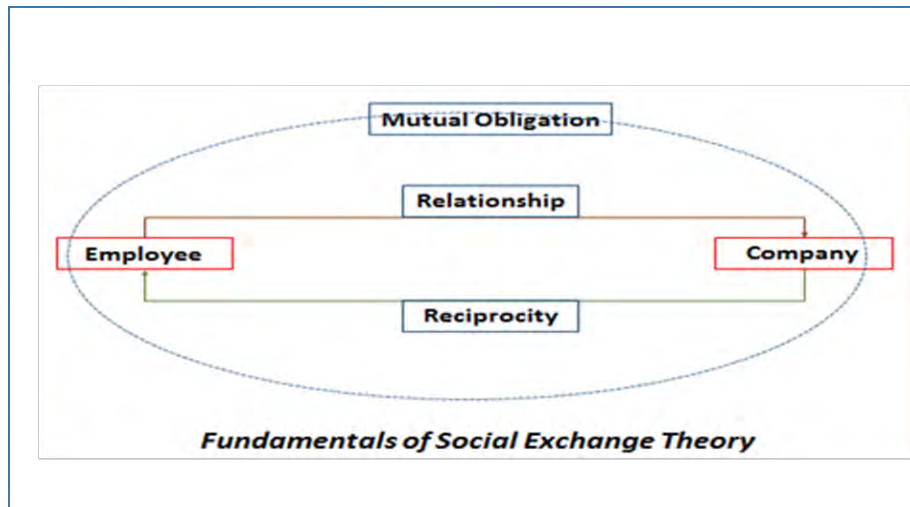 Mutual Obligation
Relationship
Employee
Company
Reciprocity
Fundamentals of Social Exchange Theory